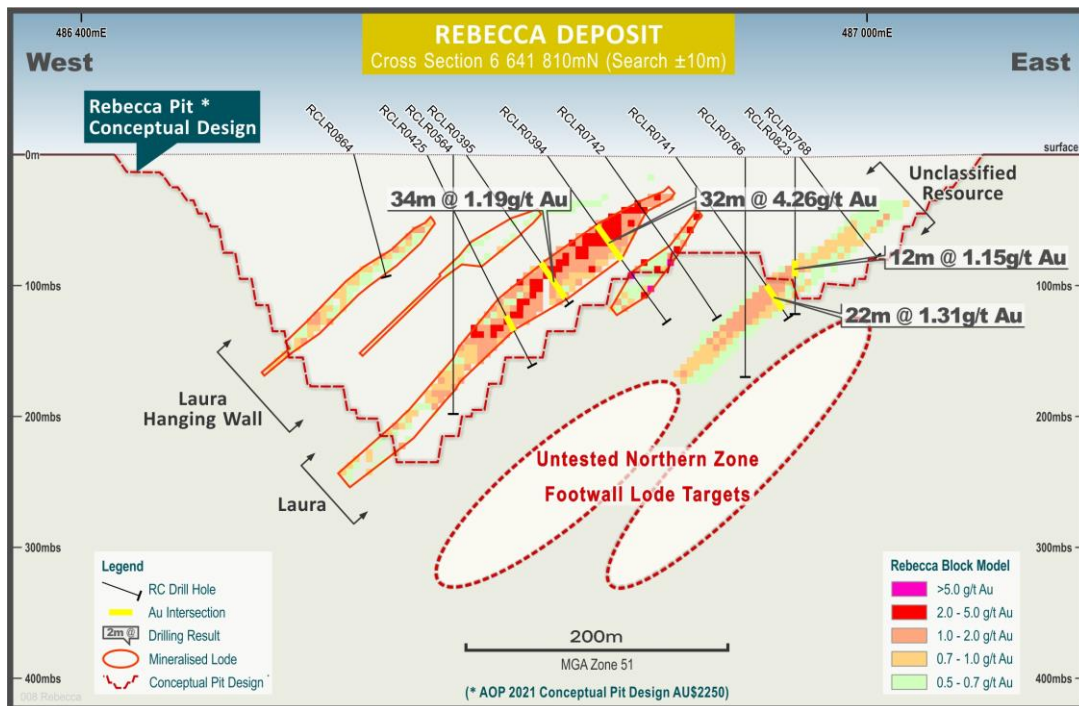 486 400mE
487 000mE
REBECCA DEPOSIT
Cross Section 6 641 810mN (Search ±10m)
West
East
Rebecca Pit *
Conceptual Design
RCLR0864
RCLR0425
RCLR0564
RCLR0395
RCLR0394
RCLR0742
RCLR0741
RCLR0766
RCLR0823
RCLR0768
0m
surface
Unclassified
Resource
34m @ 1.19g/t Au
32m @ 4.26g/t Au
12m @ 1.15g/t Au
22m @ 1.31g/t Au
100mbs
100mbs
Laura
Hanging Wall
200mbs
200mbs
Laura
Untested Northern Zone
Footwall Lode Targets
300mbs
300mbs
400mbs
400mbs
Legend
RC Drill Hole
Au Intersection
2m @
Drilling Result
Mineralised Lode
Conceptual Pit Design
008 Rebecca
200m
MGA Zone 51
(* AOP 2021 Conceptual Pit Design AU$2250)
Rebecca Block Model
>5.0 g/t Au
2.0 - 5.0 g/t Au
1.0 - 2.0 g/t Au
0.7 - 1.0 g/t Au
0.5 - 0.7 g/t Au